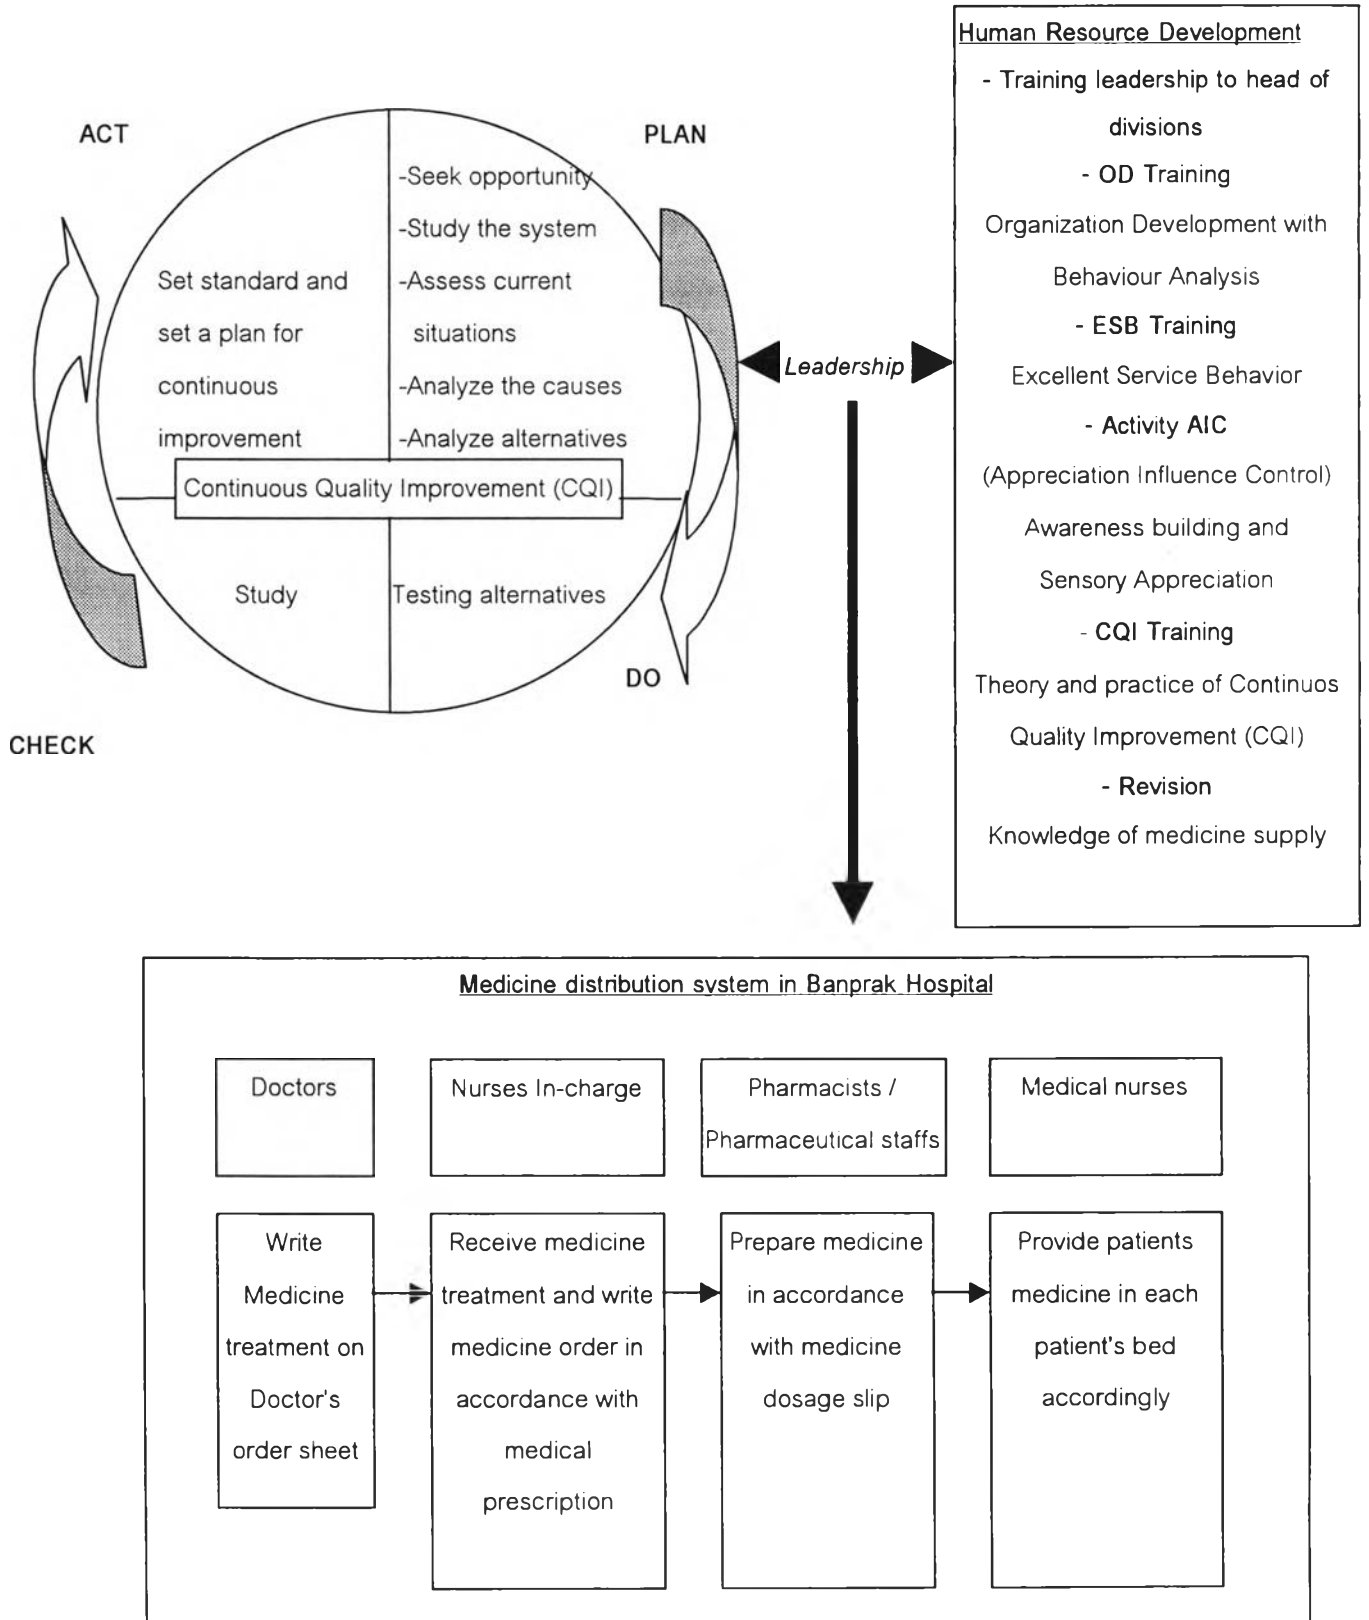 ACT
PLAN
-Seek opportunity
-Study the system
-Assess current
situations
-Analyze the causes
-Analyze alternatives
Set standard and
set a plan for
continuous
improvement
Continuous Quality Improvement (CQI)
Study
Testing alternatives
DO
CHECK
Leadership
Human Resource Development
- Training leadership to head of
divisions
- OD Training
Organization Development with
Behaviour Analysis
- ESB Training
Excellent Service Behavior
- Activity AIC
(Appreciation Influence Control)
Awareness building and
Sensory Appreciation
- CQI Training
Theory and practice of Continuos
Quality Improvement (CQI)
- Revision
Knowledge of medicine supply
Medicine distribution system in Banprak Hospital
Doctors
Nurses In-charge
Pharmacists /
Pharmaceutical staffs
Medical nurses
Write
Medicine
treatment on
Doctor's
order sheet
Receive medicine
treatment and write
medicine order in
accordance with
medical
prescription
Prepare medicine
in accordance
with medicine
dosage slip
Provide patients
medicine in each
patient's bed
accordingly